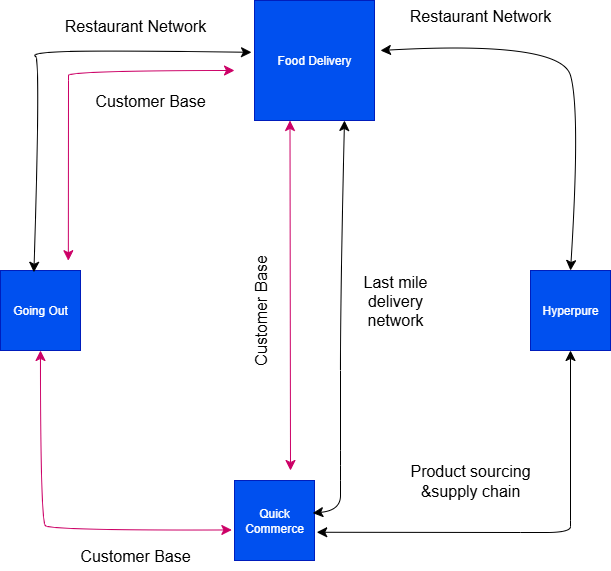 Restaurant Network
Restaurant Network
Food Delivery
Customer Base
Customer Base
Last mile
delivery
network
Going Out
Hyperpure
Product sourcing
&supply chain
Quick
Commerce
Customer Base